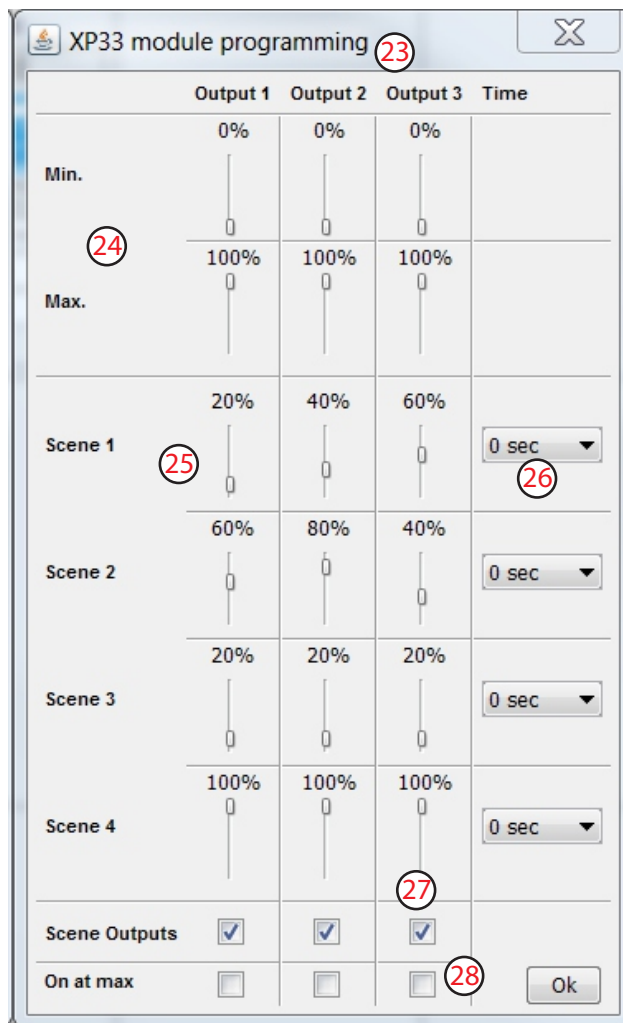 XP33 module programming 23
Output 1 Output 2 Output 3 Time
0% 0% 0%
Min.
24
100% 100% 100%
Max.
20% 40% 60%
Scene 1 0 sec
25 26
60% 80% 40%
Scene 2 0 sec
20% 20% 20%
Scene 3 0 sec
100% 100% 100%
Scene 4 0 sec
27
Scene Outputs
On at max 28 Ok